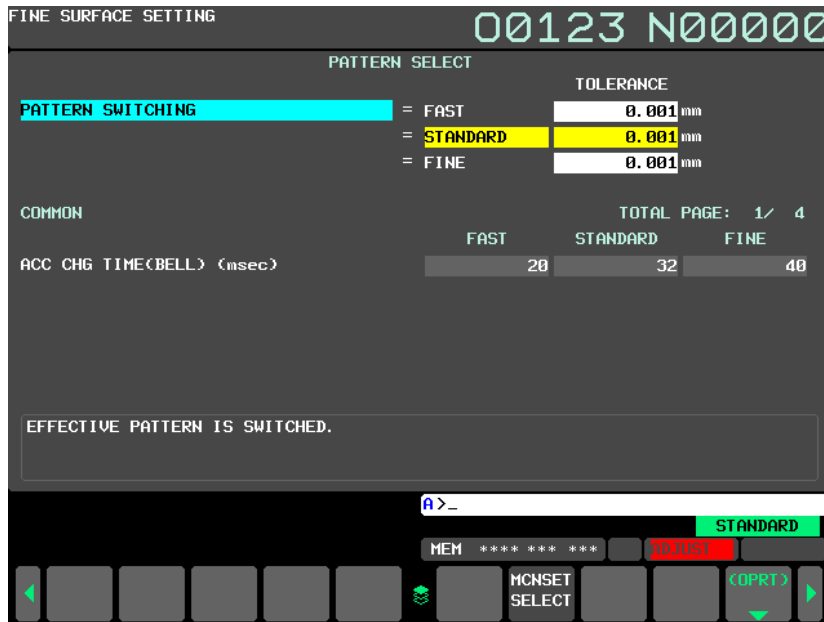 FINE SURFACE SETTING
O0123 N00000
PATTERN SELECT
TOLERANCE
PATTERN SWITCHING = FAST 0.001 mm
= STANDARD 0.001 mm
= FINE 0.001 mm
COMMON TOTAL PAGE: 1/ 4
FAST STANDARD FINE
ACC CHG TIME(BELL) (msec) 20 32 40
EFFECTIVE PATTERN IS SWITCHED.
A>_
STANDARD
MEM **** *** *** ADJUST
MCNSET SELECT (OPRT)